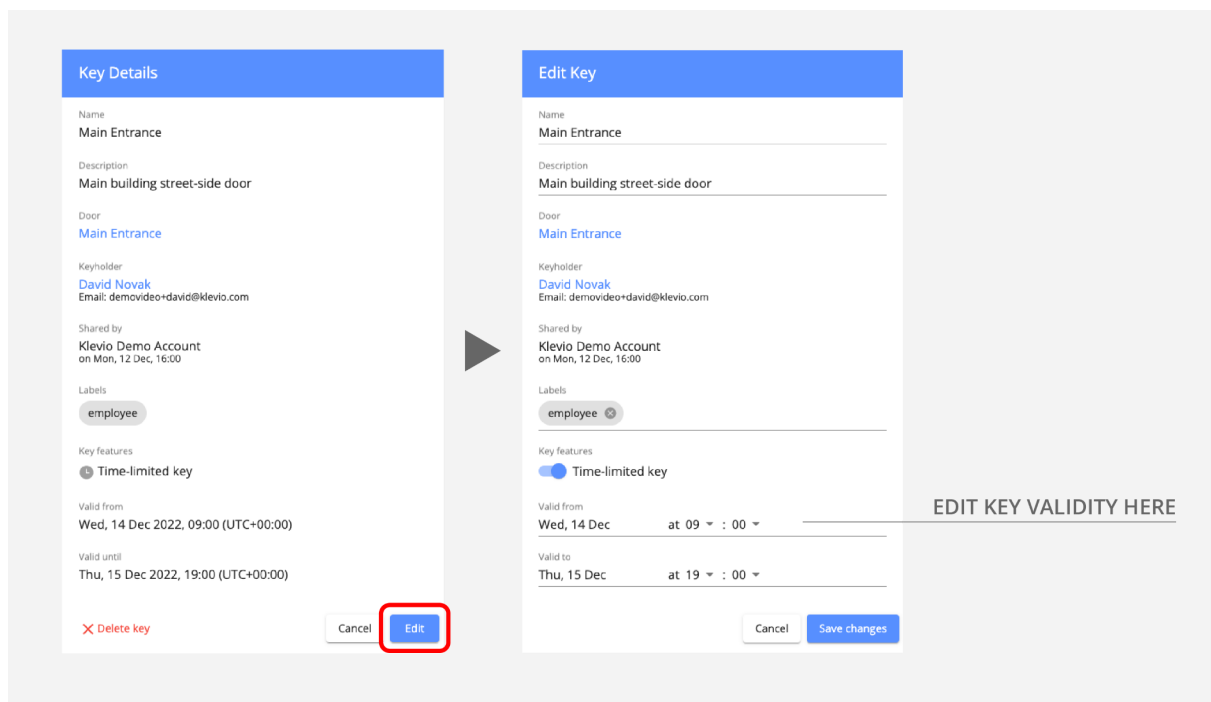 Key Details
Name
Main Entrance
Description
Main building street-side door
Door
Main Entrance
Keyholder
David Novak
Email: demovideo+david@klevio.com
Shared by
Klevio Demo Account
on Mon, 12 Dec, 16:00
Labels
employee
Key features
Time-limited key
Valid from
Wed, 14 Dec 2022, 09:00 (UTC+00:00)
Valid until
Thu, 15 Dec 2022, 19:00 (UTC+00:00)
Delete key
Cancel
Edit
Edit Key
Name
Main Entrance
Description
Main building street-side door
Door
Main Entrance
Keyholder
David Novak
Email: demovideo+david@klevio.com
Shared by
Klevio Demo Account
on Mon, 12 Dec, 16:00
Labels
employee
Key features
Time-limited key
Valid from
Wed, 14 Dec at 09 : 00
Valid to
Thu, 15 Dec at 19 : 00
Cancel
Save changes
EDIT KEY VALIDITY HERE